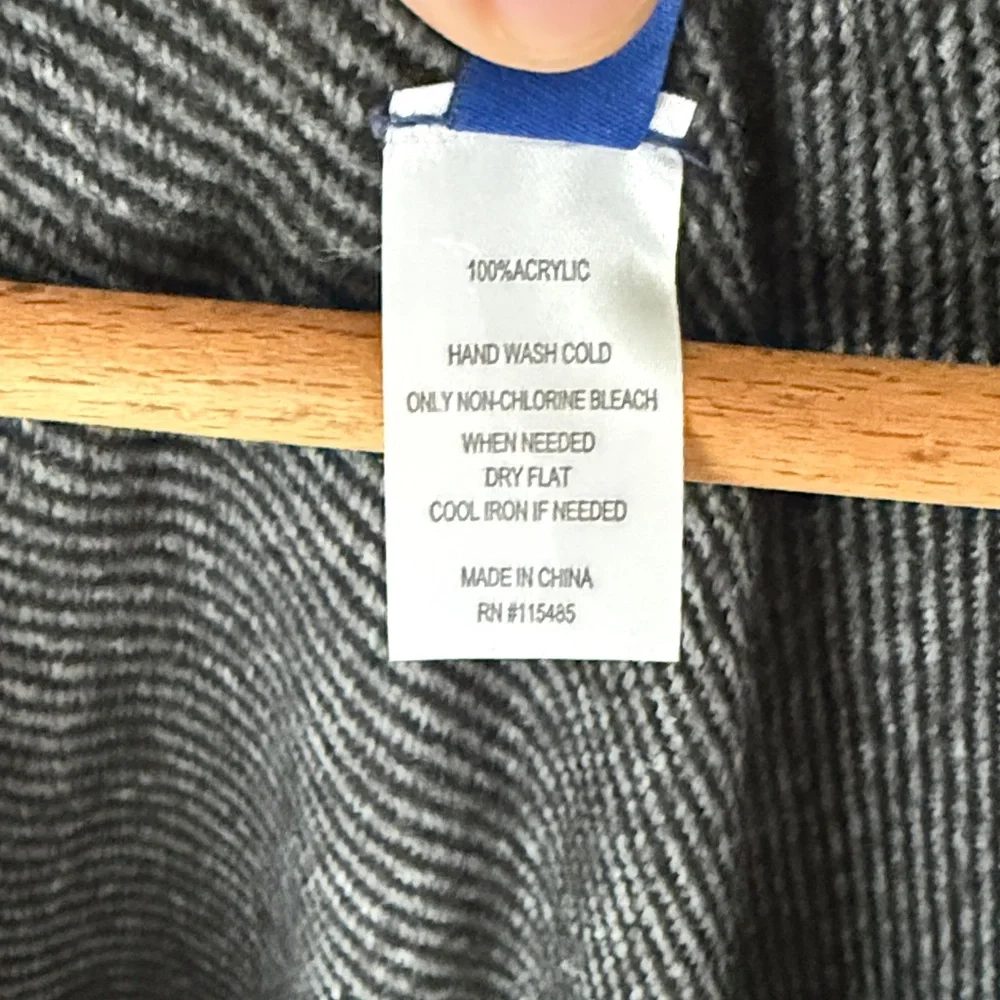 100%ACRYLIC
HAND WASH COLD
ONLY NON-CHLORINE BLEACH
WHEN NEEDED
DRY FLAT
COOL IRON IF NEEDED
MADE IN CHINA
RN #115485